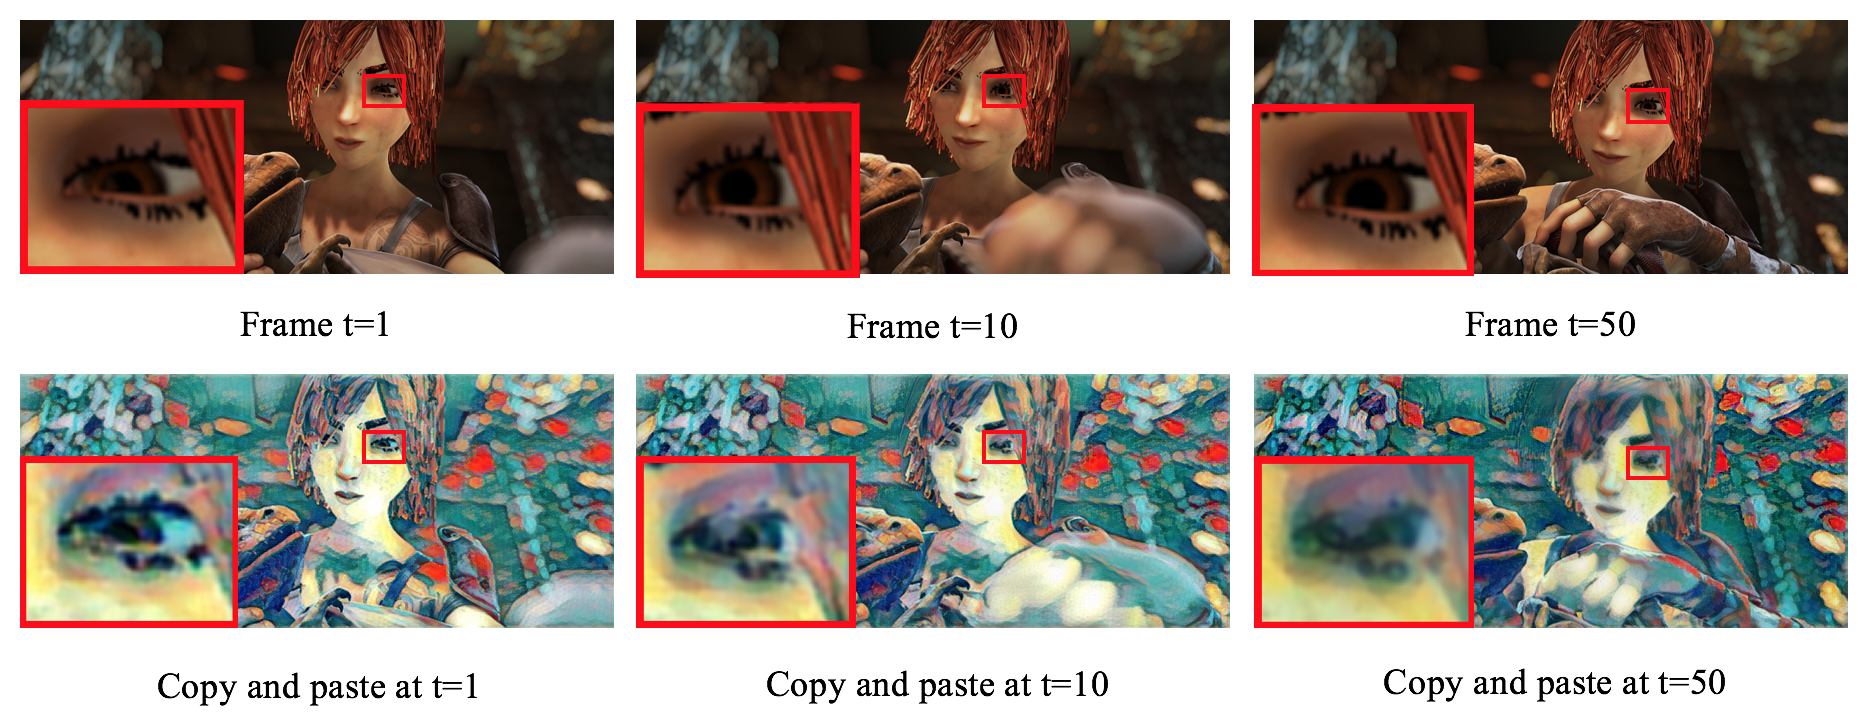 Frame t=1
Frame t=10
Frame t=50
Copy and paste at t=1
Copy and paste at t=10
Copy and paste at t=50